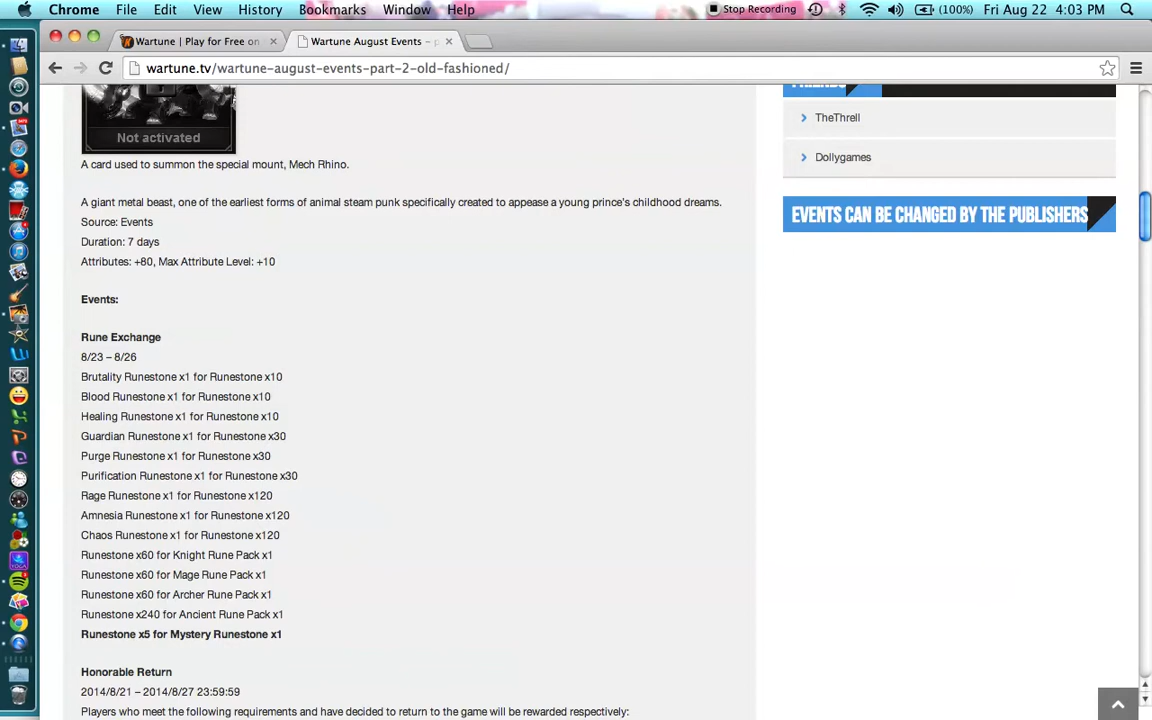 Chrome File Edit View History Bookmarks Window Help Stop Recording (100%) Fri Aug 22 4:03 PM
Wartune | Play for Free on × Wartune August Events – p ×
wartune.tv/wartune-august-events-part-2-old-fashioned/
Not activated
A card used to summon the special mount, Mech Rhino.
A giant metal beast, one of the earliest forms of animal steam punk specifically created to appease a young prince's childhood dreams.
Source: Events
Duration: 7 days
Attributes: +80, Max Attribute Level: +10
Events:
Rune Exchange
8/23 – 8/26
Brutality Runestone x1 for Runestone x10
Blood Runestone x1 for Runestone x10
Healing Runestone x1 for Runestone x10
Guardian Runestone x1 for Runestone x30
Purge Runestone x1 for Runestone x30
Purification Runestone x1 for Runestone x30
Rage Runestone x1 for Runestone x120
Amnesia Runestone x1 for Runestone x120
Chaos Runestone x1 for Runestone x120
Runestone x60 for Knight Rune Pack x1
Runestone x60 for Mage Rune Pack x1
Runestone x60 for Archer Rune Pack x1
Runestone x240 for Ancient Rune Pack x1
Runestone x5 for Mystery Runestone x1
Honorable Return
2014/8/21 – 2014/8/27 23:59:59
Players who meet the following requirements and have decided to return to the game will be rewarded respectively:
FRIENDS
TheThrell
Dollygames
EVENTS CAN BE CHANGED BY THE PUBLISHERS